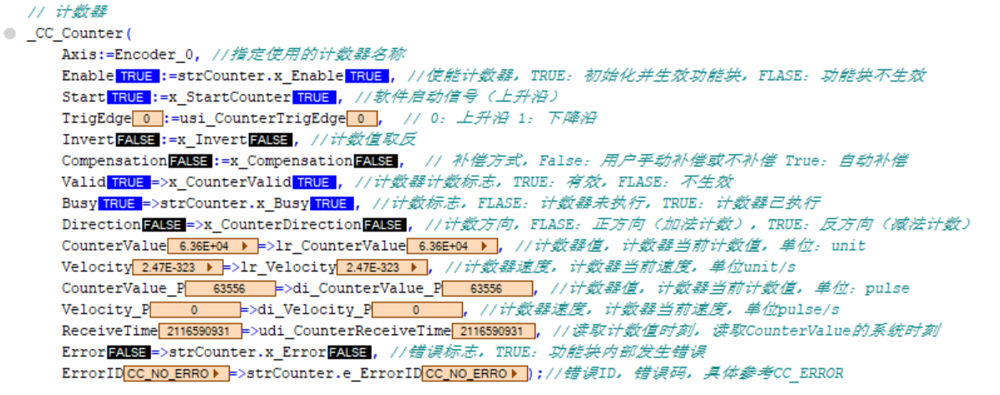 // 计数器
_CC_Counter(
Axis:=Encoder_0, //指定使用的计数器名称
Enable TRUE :=strCounter.x_Enable TRUE , //使能计数器，TRUE：初始化并生效功能块，FLASE：功能块不生效
Start TRUE :=x_StartCounter TRUE , //软件启动信号（上升沿）
TrigEdge 0 :=usi_CounterTrigEdge 0 , // 0：上升沿 1：下降沿
Invert FALSE :=x_Invert FALSE , //计数值取反
Compensation FALSE :=x_Compensation FALSE , // 补偿方式，False：用户手动补偿或不补偿 True：自动补偿
Valid TRUE =>x_CounterValid TRUE , //计数器计数标志，TRUE：有效，FLASE：不生效
Busy TRUE =>strCounter.x_Busy TRUE , //计数标志，FLASE：计数器未执行，TRUE：计数器已执行
Direction FALSE =>x_CounterDirection FALSE , //计数方向，FLASE：正方向（加法计数），TRUE：反方向（减法计数）
CounterValue 6.36E+04 =>lr_CounterValue 6.36E+04 , //计数器值，计数器当前计数值，单位：unit
Velocity 2.47E-323 =>lr_Velocity 2.47E-323 , //计数器速度，计数器当前速度，单位unit/s
CounterValue_P 63556 =>di_CounterValue_P 63556 , //计数器值，计数器当前计数值，单位：pulse
Velocity_P 0 =>di_Velocity_P 0 , //计数器速度，计数器当前速度，单位pulse/s
ReceiveTime 2116590931 =>udi_CounterReceiveTime 2116590931 , //读取计数值时刻，读取CounterValue的系统时刻
Error FALSE =>strCounter.x_Error FALSE , //错误标志，TRUE：功能块内部发生错误
ErrorID CC_NO_ERRO =>strCounter.e_ErrorID CC_NO_ERRO );//错误ID，错误码，具体参考CC_ERROR